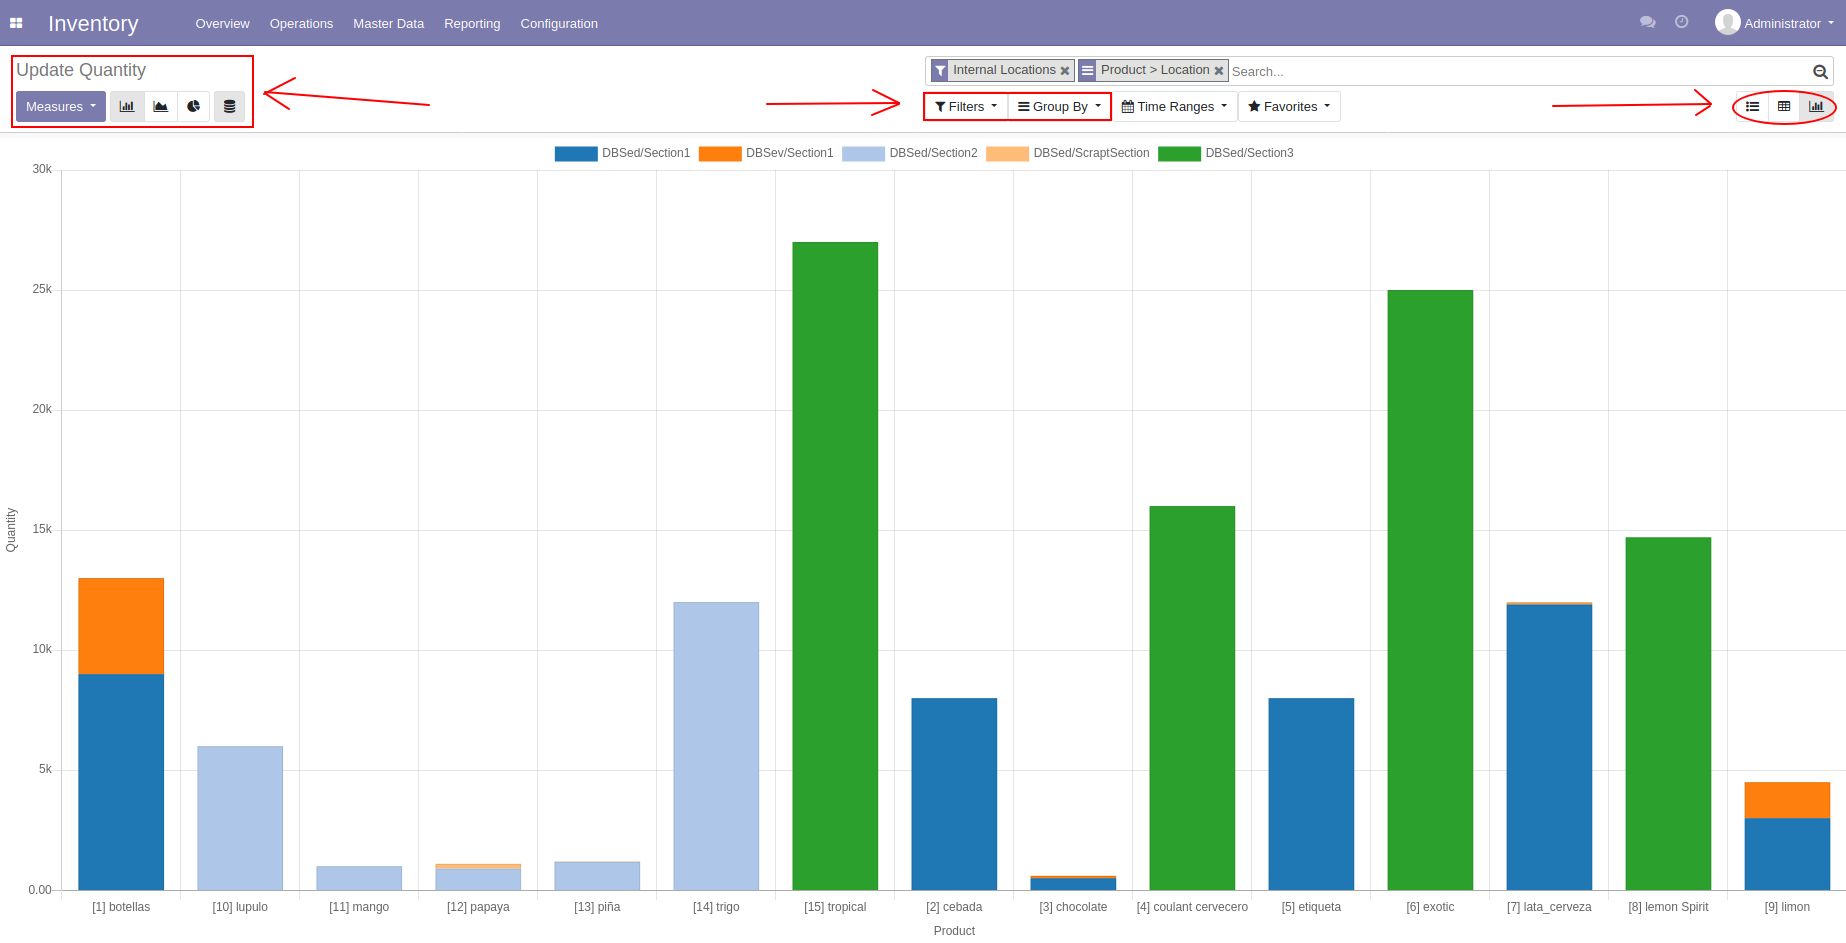 Inventory Overview Operations Master Data Reporting Configuration Administrator
Update Quantity
Internal Locations Product > Location Search...
Measures Filters Group By Time Ranges Favorites
DBSed/Section1 DBSev/Section1 DBSed/Section2 DBSed/ScraptSection DBSed/Section3
30k
25k
20k
15k
10k
5k
0.00
Quantity
[1] botellas [10] lupulo [11] mango [12] papaya [13] piña [14] trigo [15] tropical [2] cebada [3] chocolate [4] coulant cervecero [5] etiqueta [6] exotic [7] lata_cerveza [8] lemon Spirit [9] limon
Product